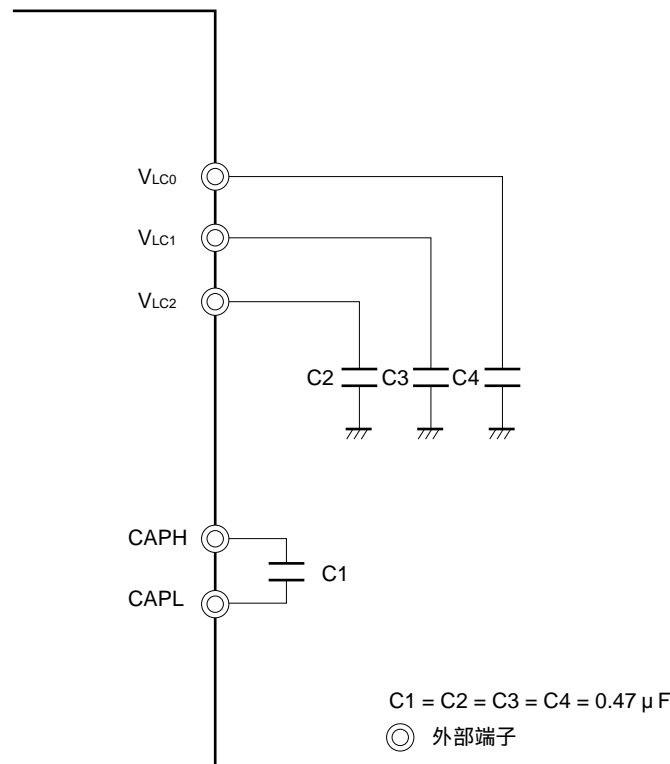 VLC0
VLC1
VLC2
C2 C3 C4
CAPH
C1
CAPL
C1 = C2 = C3 = C4 = 0.47 μ F
外部端子